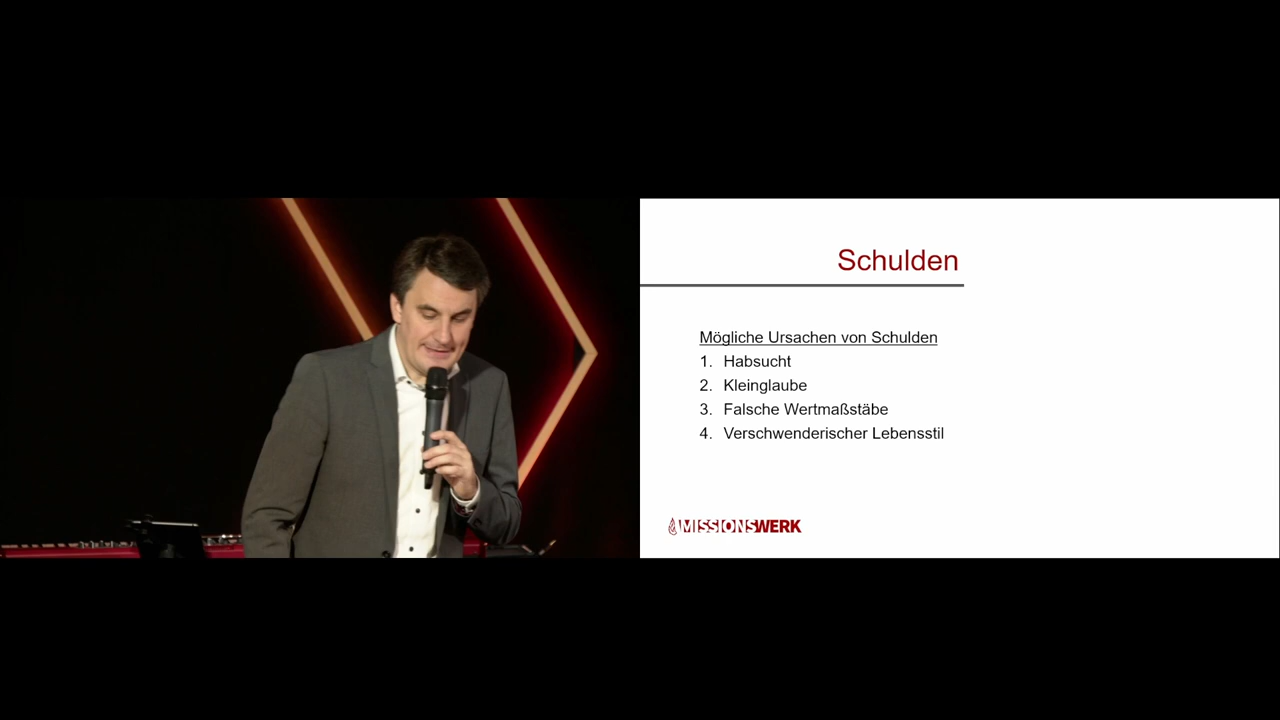 Schulden
Mögliche Ursachen von Schulden
1. Habsucht
2. Kleinglaube
3. Falsche Wertmaßstäbe
4. Verschwenderischer Lebensstil
MISSIONSWERK